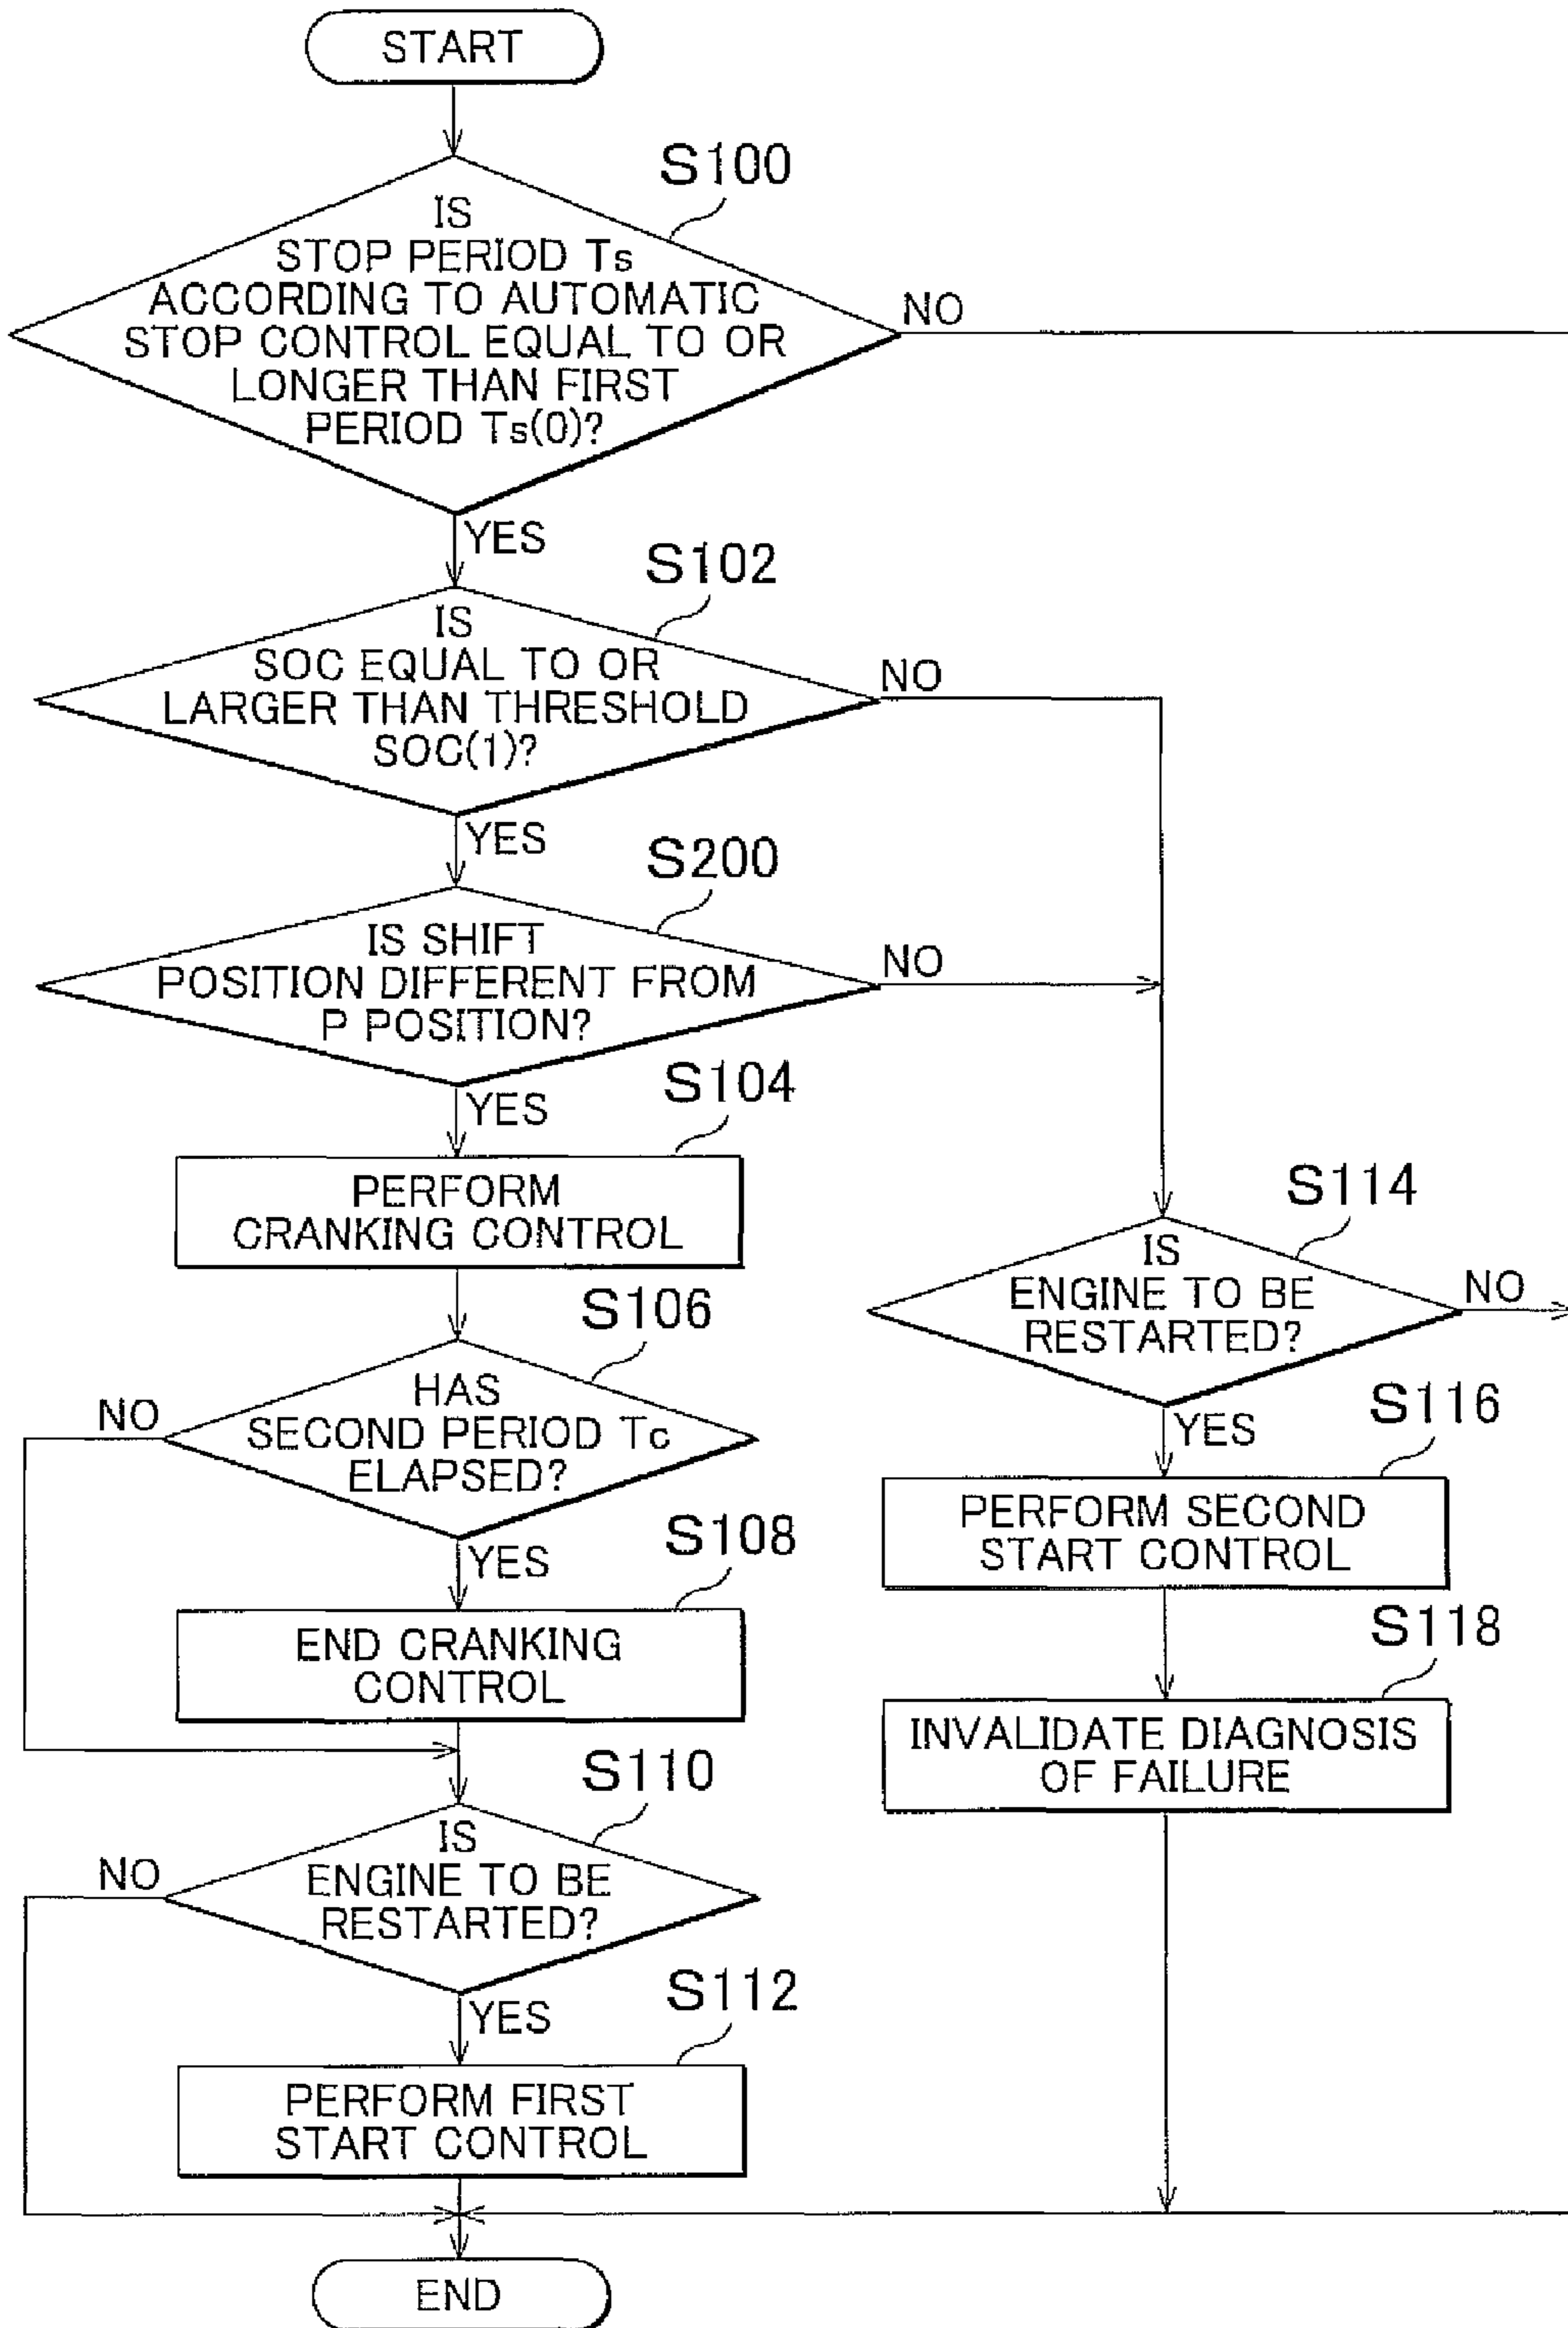 START
S100
IS
STOP PERIOD Ts
ACCORDING TO AUTOMATIC
STOP CONTROL EQUAL TO OR
LONGER THAN FIRST
PERIOD Ts(0)?
NO
YES
S102
IS
SOC EQUAL TO OR
LARGER THAN THRESHOLD
SOC(1)?
NO
YES
S200
IS SHIFT
POSITION DIFFERENT FROM
P POSITION?
NO
YES
S104
PERFORM
CRANKING CONTROL
S106
HAS
SECOND PERIOD Tc
ELAPSED?
NO
YES
S108
END CRANKING
CONTROL
S110
IS
ENGINE TO BE
RESTARTED?
NO
YES
S112
PERFORM FIRST
START CONTROL
S114
IS
ENGINE TO BE
RESTARTED?
NO
YES
S116
PERFORM SECOND
START CONTROL
S118
INVALIDATE DIAGNOSIS
OF FAILURE
END